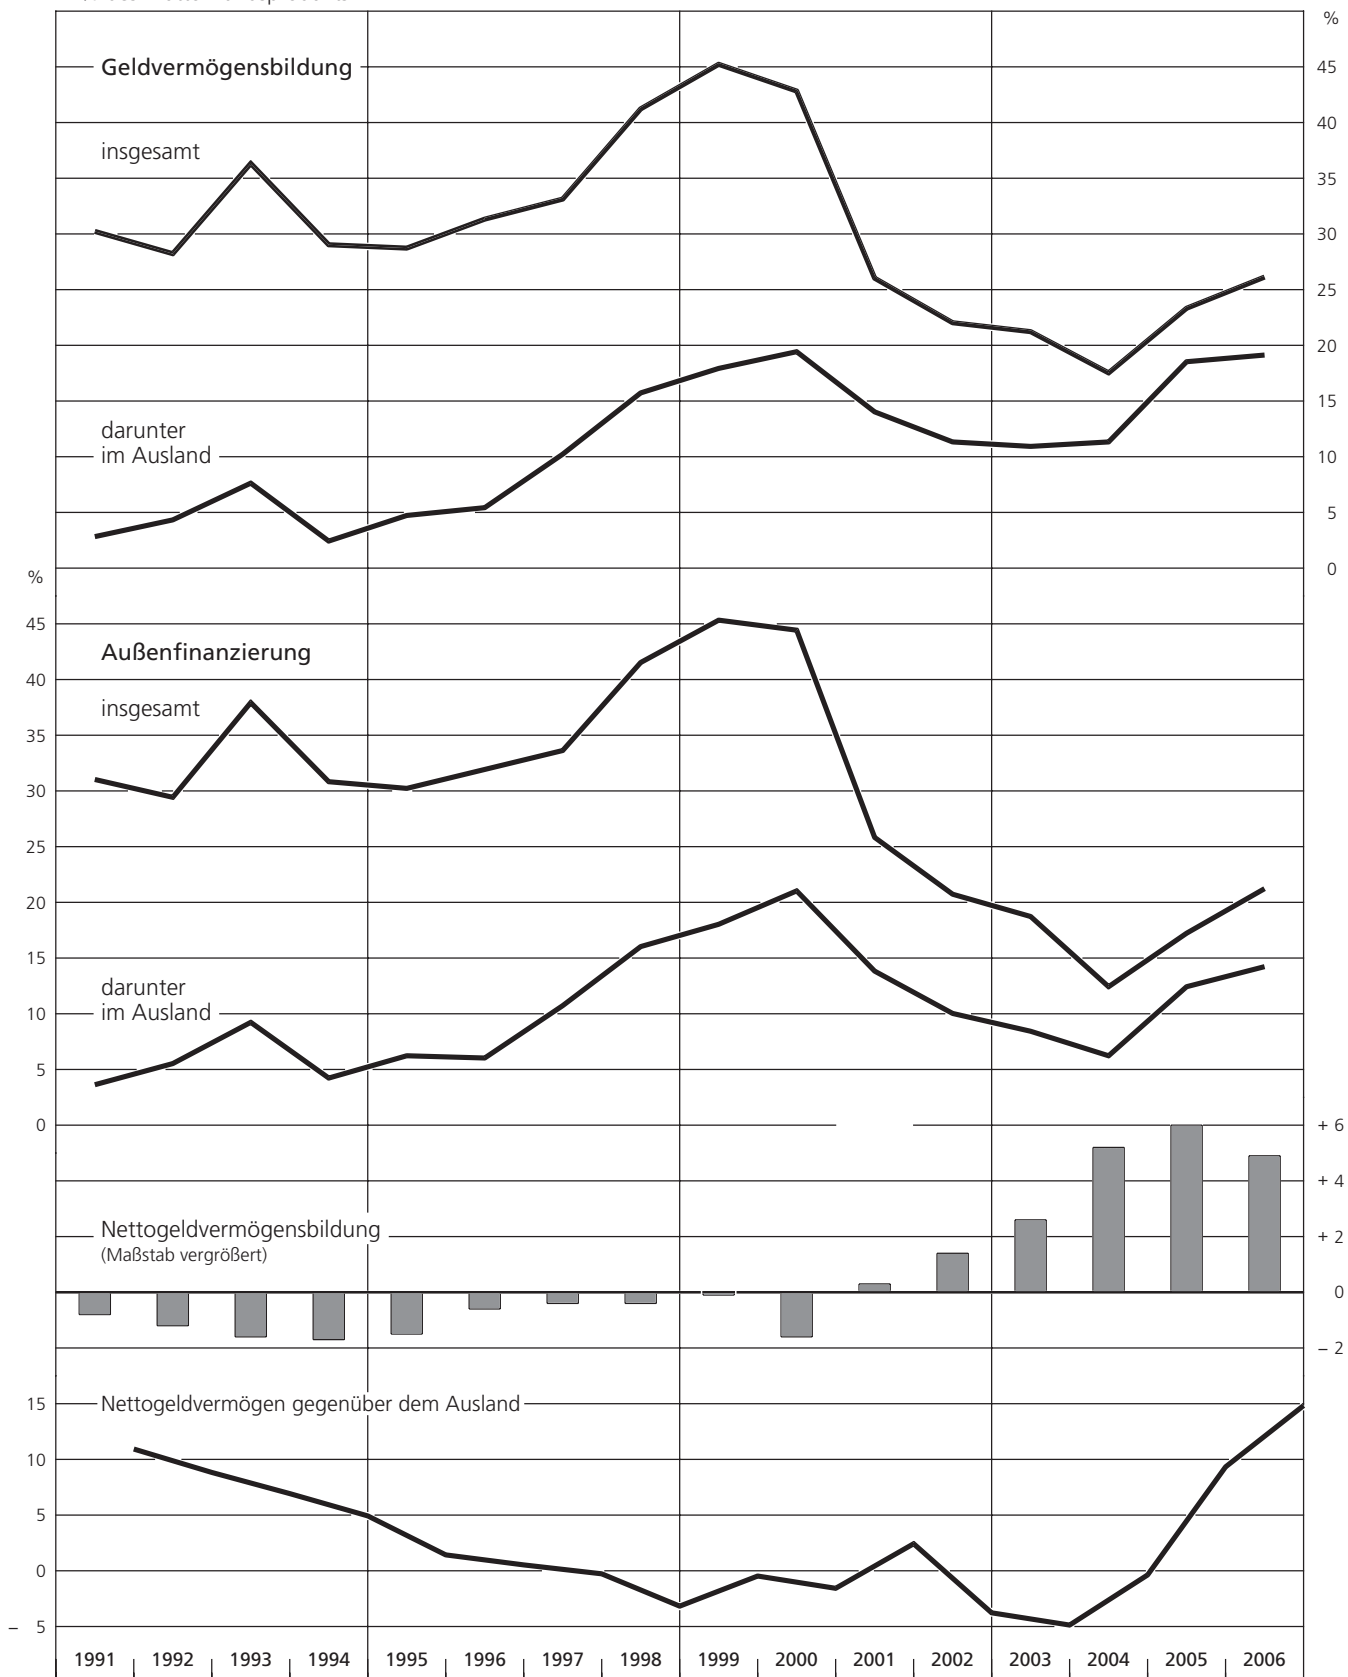 %
Geldvermögensbildung
45
40
insgesamt
35
30
25
20
15
darunter
im Ausland
10
5
0
%
45
Außenfinanzierung
40
insgesamt
35
30
25
20
15
darunter
im Ausland
10
5
0
+ 6
+ 4
Nettogeldvermögensbildung
(Maßstab vergrößert)
+ 2
0
– 2
15
Nettogeldvermögen gegenüber dem Ausland
10
5
0
– 5
1991 1992 1993 1994 1995 1996 1997 1998 1999 2000 2001 2002 2003 2004 2005 2006